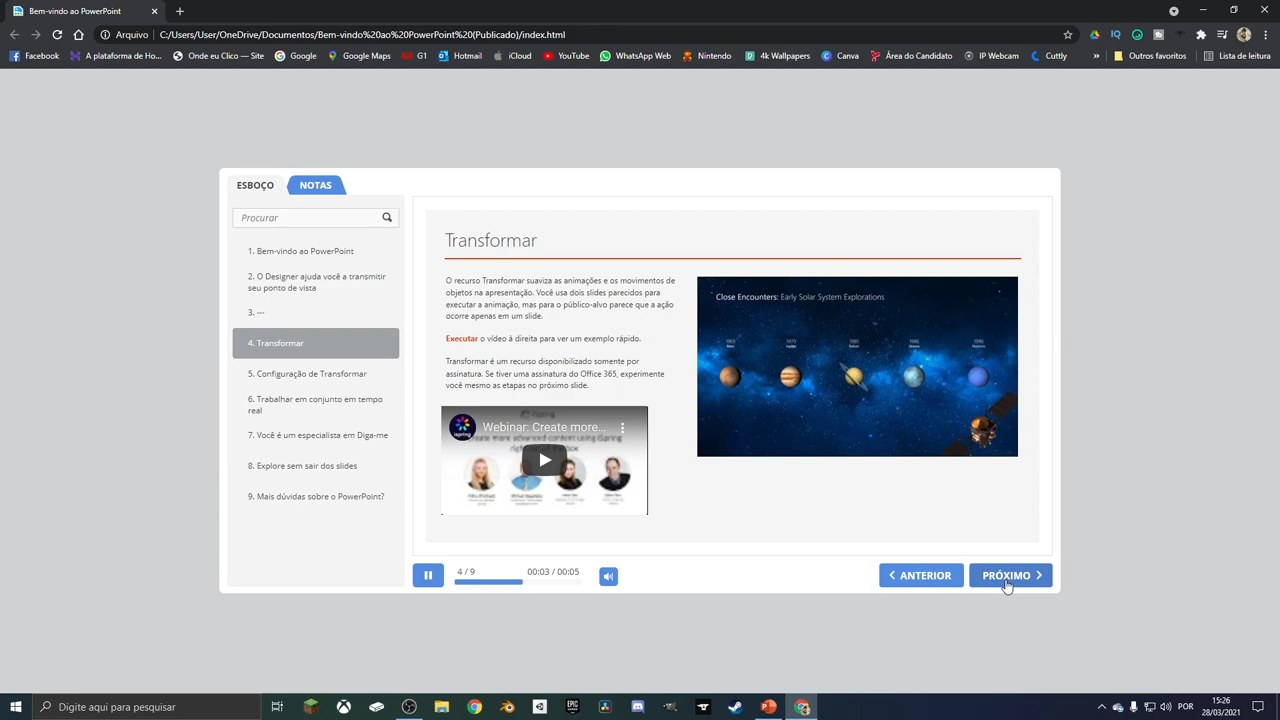 Bem-vindo ao PowerPoint
Arquivo | C:/Users/User/OneDrive/Documentos/Bem-vindo%20ao%20PowerPoint%20(Publicado)/index.html
Facebook
A plataforma de Ho...
Onde eu Clico — Site
Google
Google Maps
G1
Hotmail
iCloud
YouTube
WhatsApp Web
Nintendo
4k Wallpapers
Canva
Área do Candidato
IP Webcam
Cuttly
»
Outros favoritos
Lista de leitura
ESBOÇO
NOTAS
Procurar
1. Bem-vindo ao PowerPoint
2. O Designer ajuda você a transmitir
seu ponto de vista
3. ---
4. Transformar
5. Configuração de Transformar
6. Trabalhar em conjunto em tempo
real
7. Você é um especialista em Diga-me
8. Explore sem sair dos slides
9. Mais dúvidas sobre o PowerPoint?
Transformar
O recurso Transformar suaviza as animações e os movimentos de
objetos na apresentação. Você usa dois slides parecidos para
executar a animação, mas para o público-alvo parece que a ação
ocorre apenas em um slide.
Executar o vídeo à direita para ver um exemplo rápido.
Transformar é um recurso disponibilizado somente por
assinatura. Se tiver uma assinatura do Office 365, experimente
você mesmo as etapas no próximo slide.
iSpring
Webinar: Create more...
Close Encounters: Early Solar System Explorations
4 / 9
00:03 / 00:05
ANTERIOR
PRÓXIMO
Digite aqui para pesquisar
EPIC
POR
15:26
28/03/2021